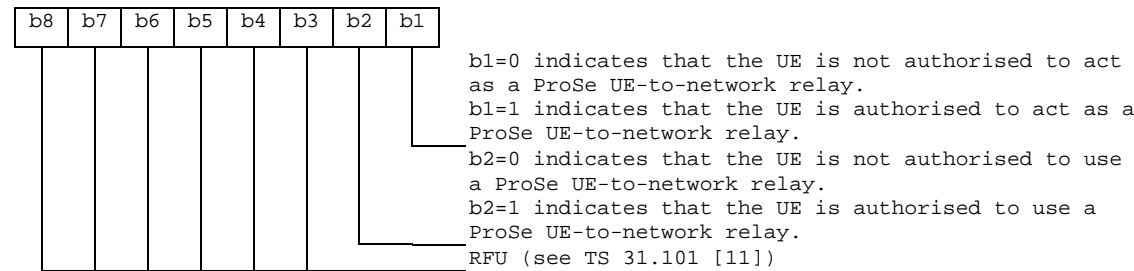 b8 b7 b6 b5 b4 b3 b2 b1
b1=0 indicates that the UE is not authorised to act
as a ProSe UE-to-network relay.
b1=1 indicates that the UE is authorised to act as a
ProSe UE-to-network relay.
b2=0 indicates that the UE is not authorised to use
a ProSe UE-to-network relay.
b2=1 indicates that the UE is authorised to use a
ProSe UE-to-network relay.
RFU (see TS 31.101 [11])